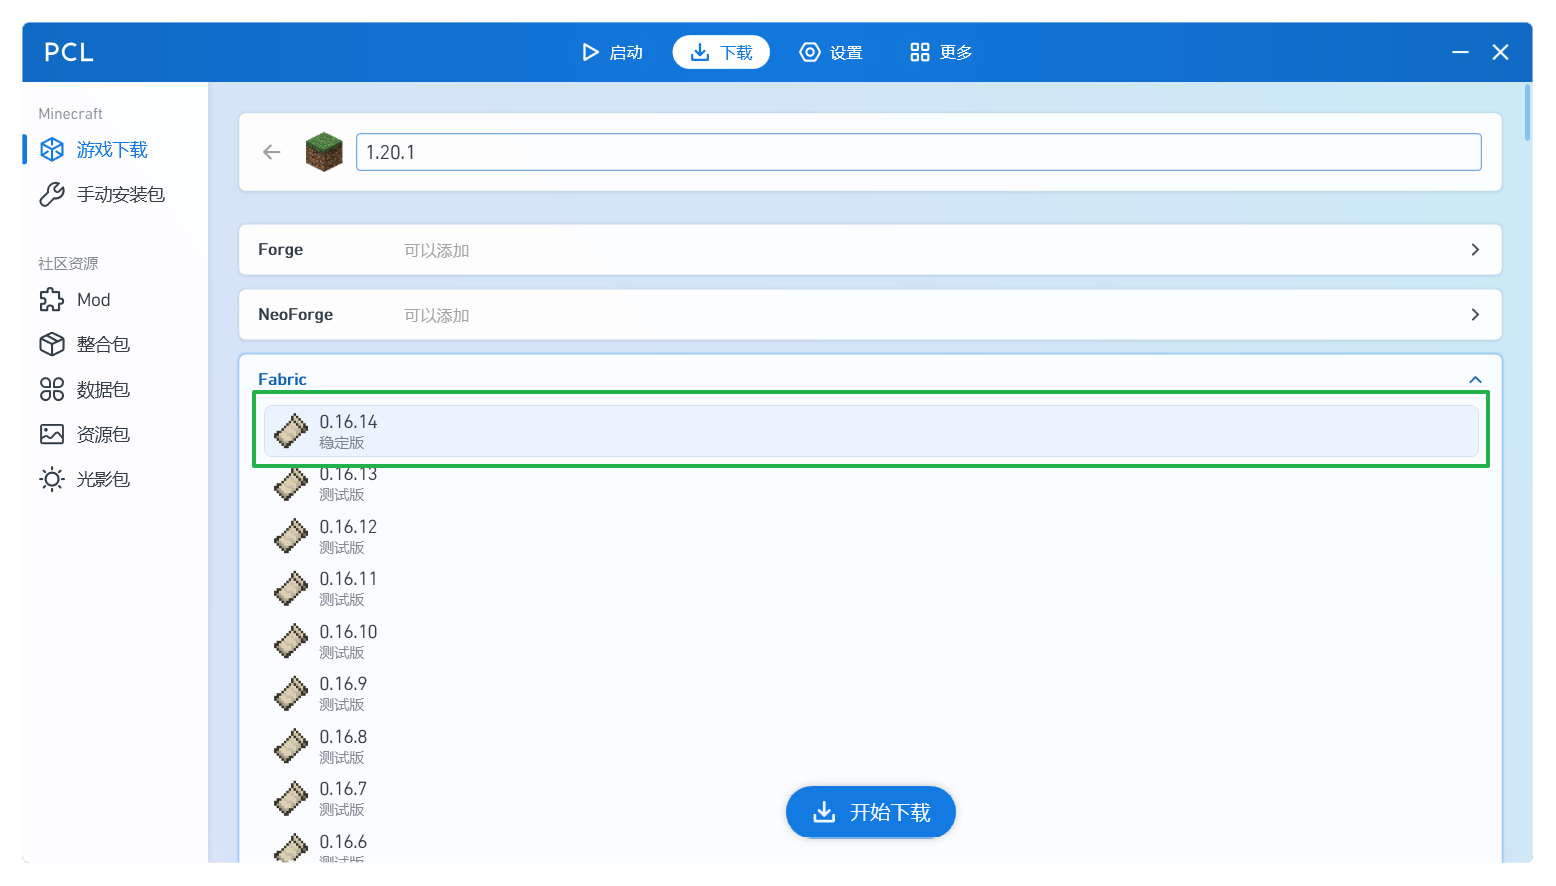 PCL
启动
下载
设置
更多
Minecraft
游戏下载
手动安装包
社区资源
Mod
整合包
数据包
资源包
光影包
1.20.1
Forge 可以添加
NeoForge 可以添加
Fabric
0.16.14
稳定版
0.16.13
测试版
0.16.12
测试版
0.16.11
测试版
0.16.10
测试版
0.16.9
测试版
0.16.8
测试版
0.16.7
测试版
0.16.6
测试版
开始下载